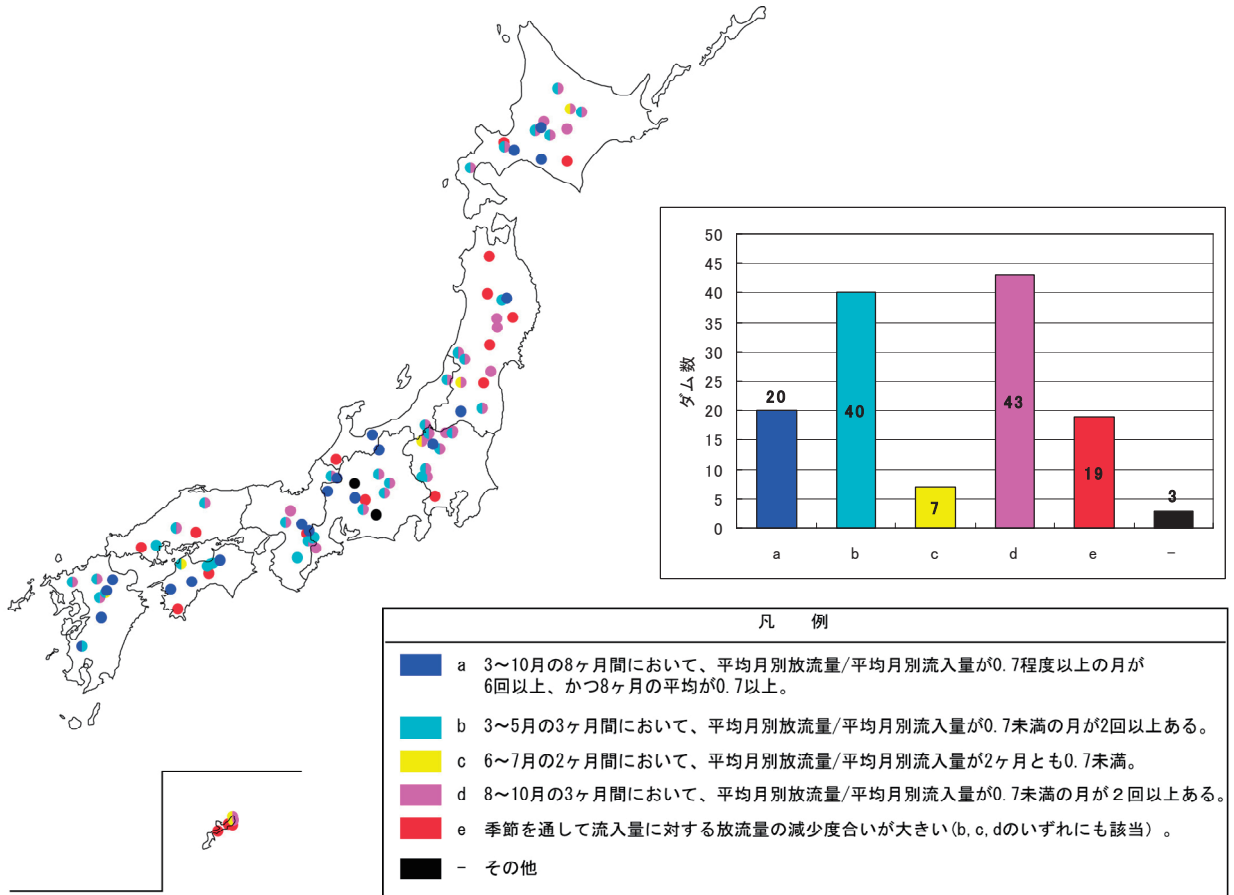 50
45
40
35
30
25
20
15
10
5
0
ダム数
20
40
7
43
19
3
a
b
c
d
e
－
凡　例
a 3～10月の8ヶ月間において、平均月別放流量/平均月別流入量が0.7程度以上の月が
6回以上、かつ8ヶ月の平均が0.7以上。
b 3～5月の3ヶ月間において、平均月別放流量/平均月別流入量が0.7未満の月が2回以上ある。
c 6～7月の2ヶ月間において、平均月別放流量/平均月別流入量が2ヶ月とも0.7未満。
d 8～10月の3ヶ月間において、平均月別放流量/平均月別流入量が0.7未満の月が２回以上ある。
e 季節を通して流入量に対する放流量の減少度合いが大きい(b,c,dのいずれにも該当）。
－ その他